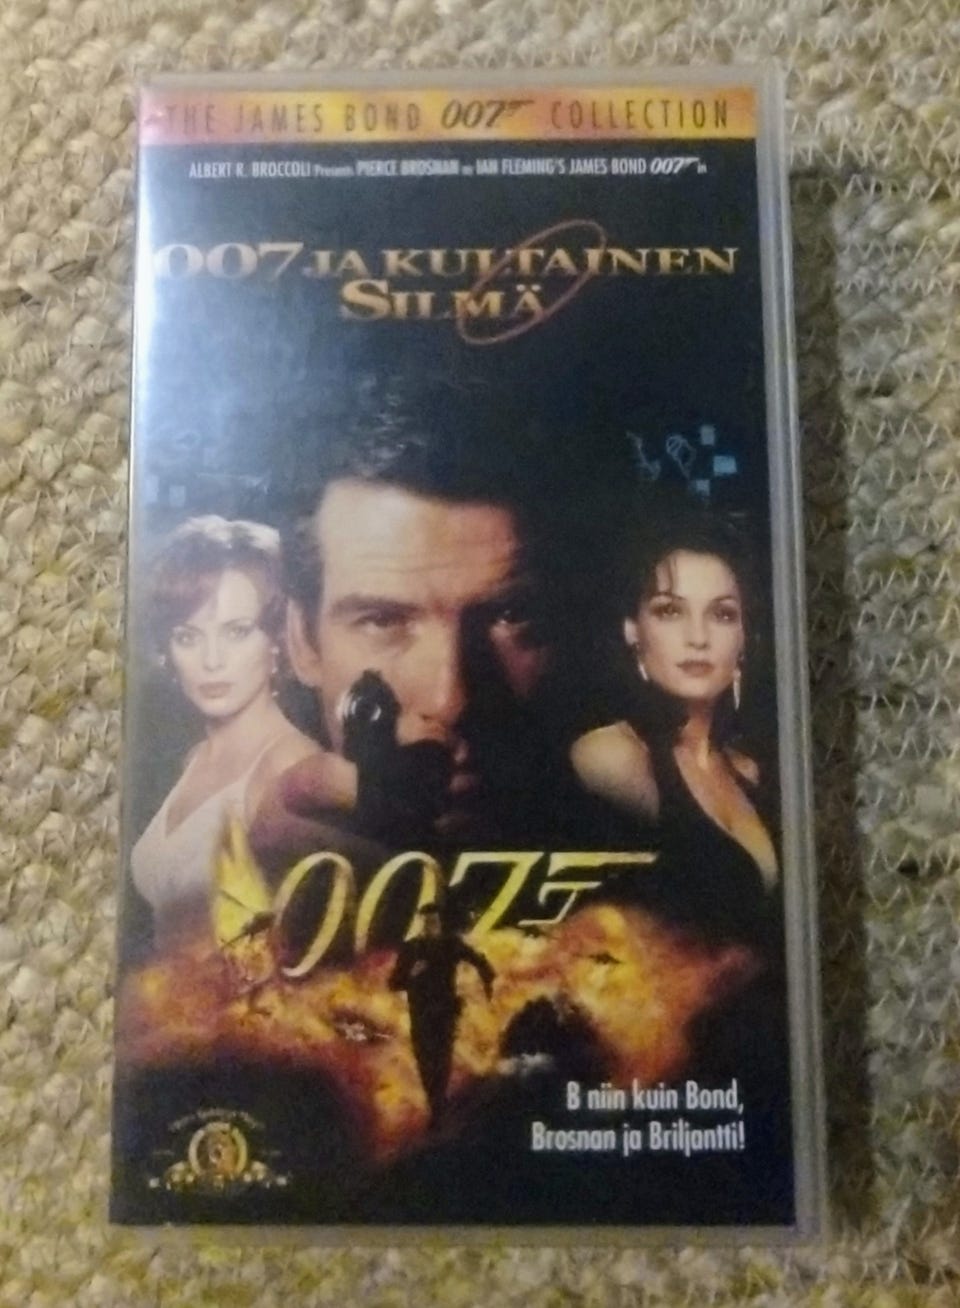 THE JAMES BOND 007 COLLECTION
ALBERT R. BROCCOLI Presents PIERCE BROSNAN as IAN FLEMING'S JAMES BOND 007 in
007 JA KULTAINEN
SILMÄ
007
B niin kuin Bond,
Brosnan ja Briljantti!